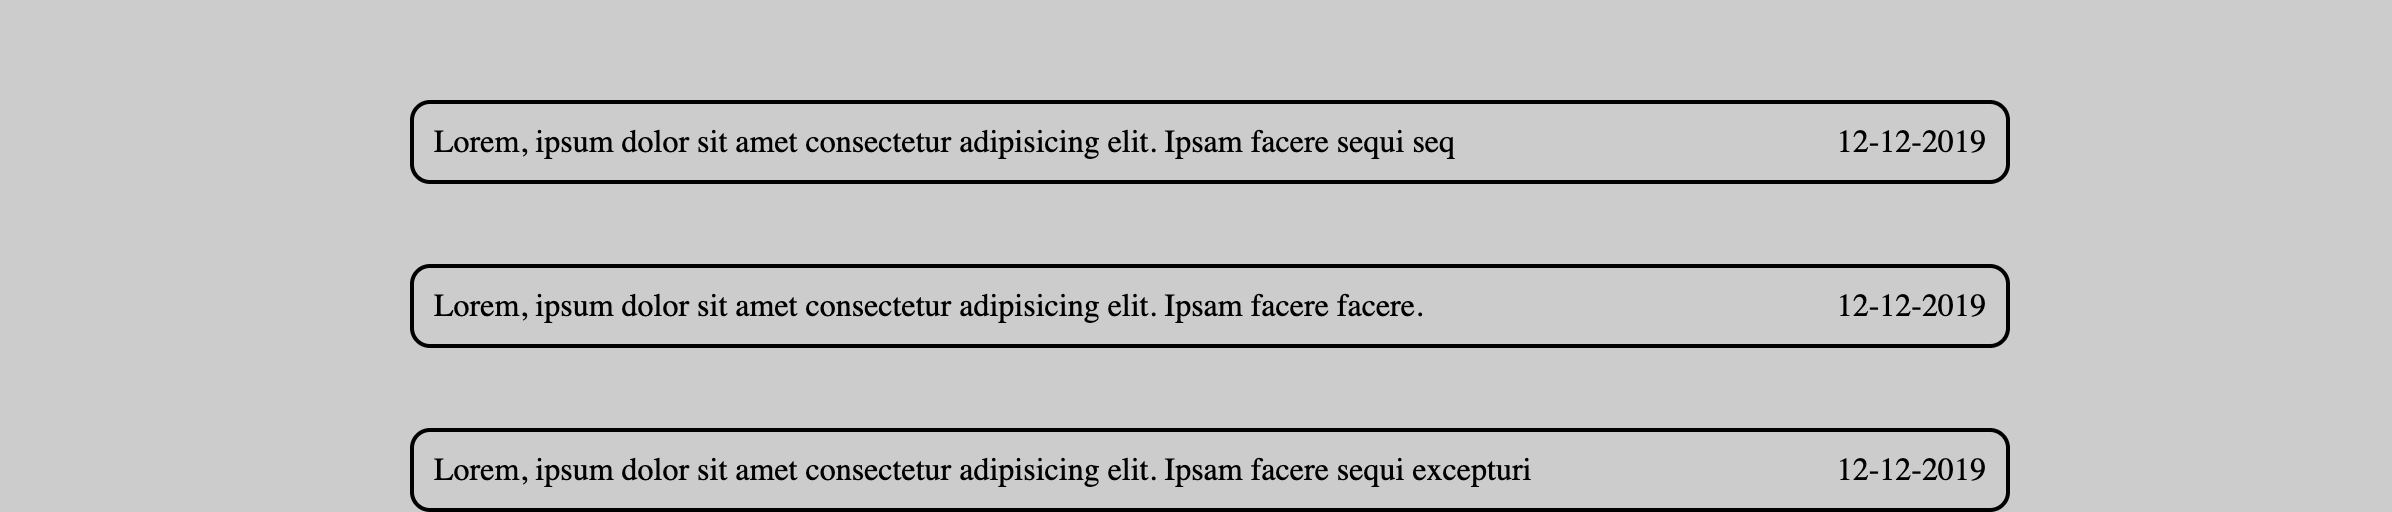 Lorem, ipsum dolor sit amet consectetur adipisicing elit. Ipsam facere sequi seq 12-12-2019
Lorem, ipsum dolor sit amet consectetur adipisicing elit. Ipsam facere facere. 12-12-2019
Lorem, ipsum dolor sit amet consectetur adipisicing elit. Ipsam facere sequi excepturi 12-12-2019